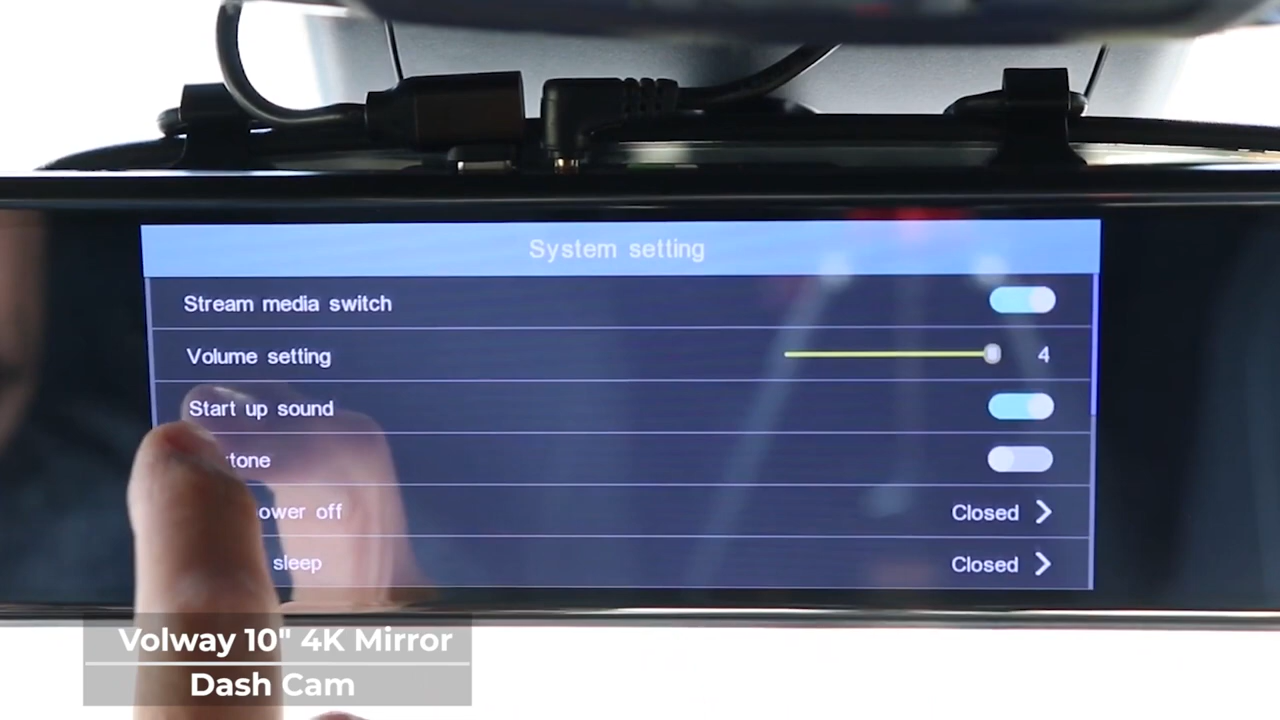 System setting
Stream media switch
Volume setting 4
Start up sound
tone
ower off Closed
sleep Closed
Volway 10" 4K Mirror
Dash Cam